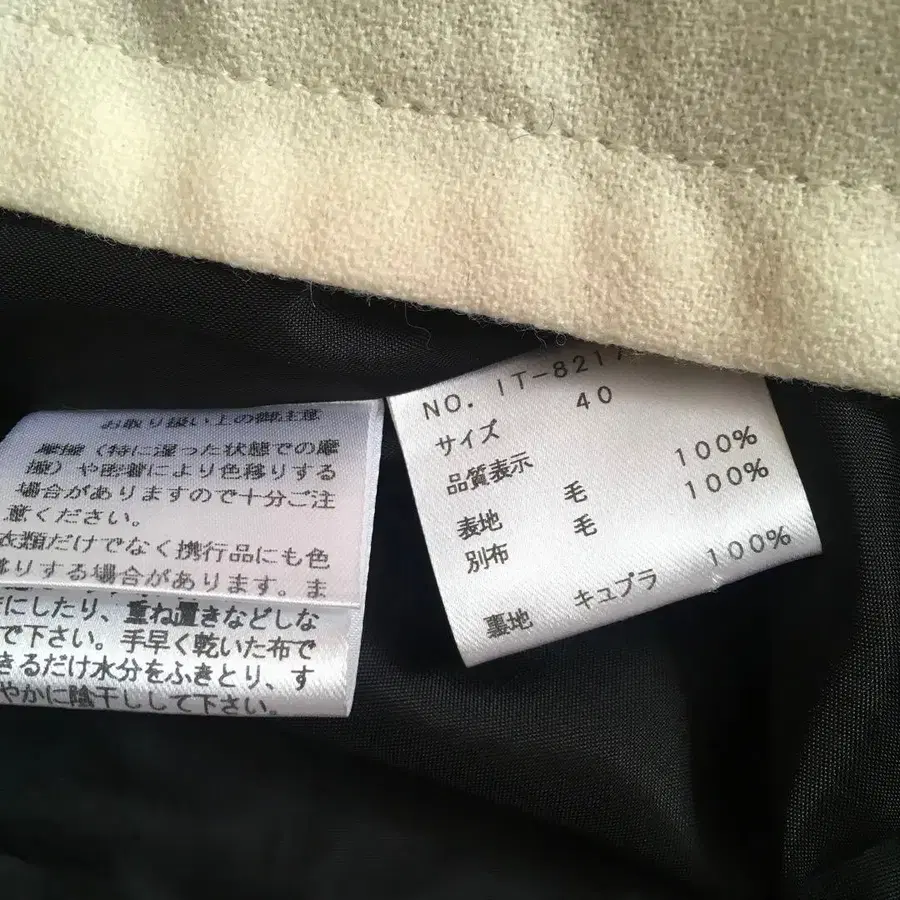 お取り扱い上の御注意
摩擦(特に湿った状態での摩
擦)や密着により色移りする
場合がありますので十分ご注
意ください。
衣類だけでなく携行品にも色
移りする場合があります。ま
にしたり、重ね置きなどしな
で下さい。手早く乾いた布で
きるだけ水分をふきとり、す
やかに陰干しして下さい。
NO. IT-821
サイズ 40
品質表示
表地 毛 100%
別布 毛 100%
裏地 キュプラ 100%